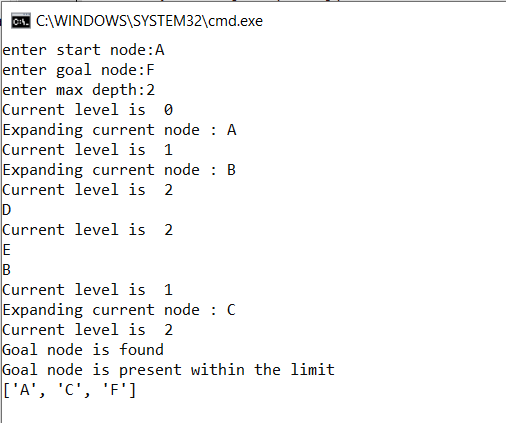 C:\WINDOWS\SYSTEM32\cmd.exe
enter start node:A
enter goal node:F
enter max depth:2
Current level is  0
Expanding current node : A
Current level is  1
Expanding current node : B
Current level is  2
D
Current level is  2
E
B
Current level is  1
Expanding current node : C
Current level is  2
Goal node is found
Goal node is present within the limit
['A', 'C', 'F']